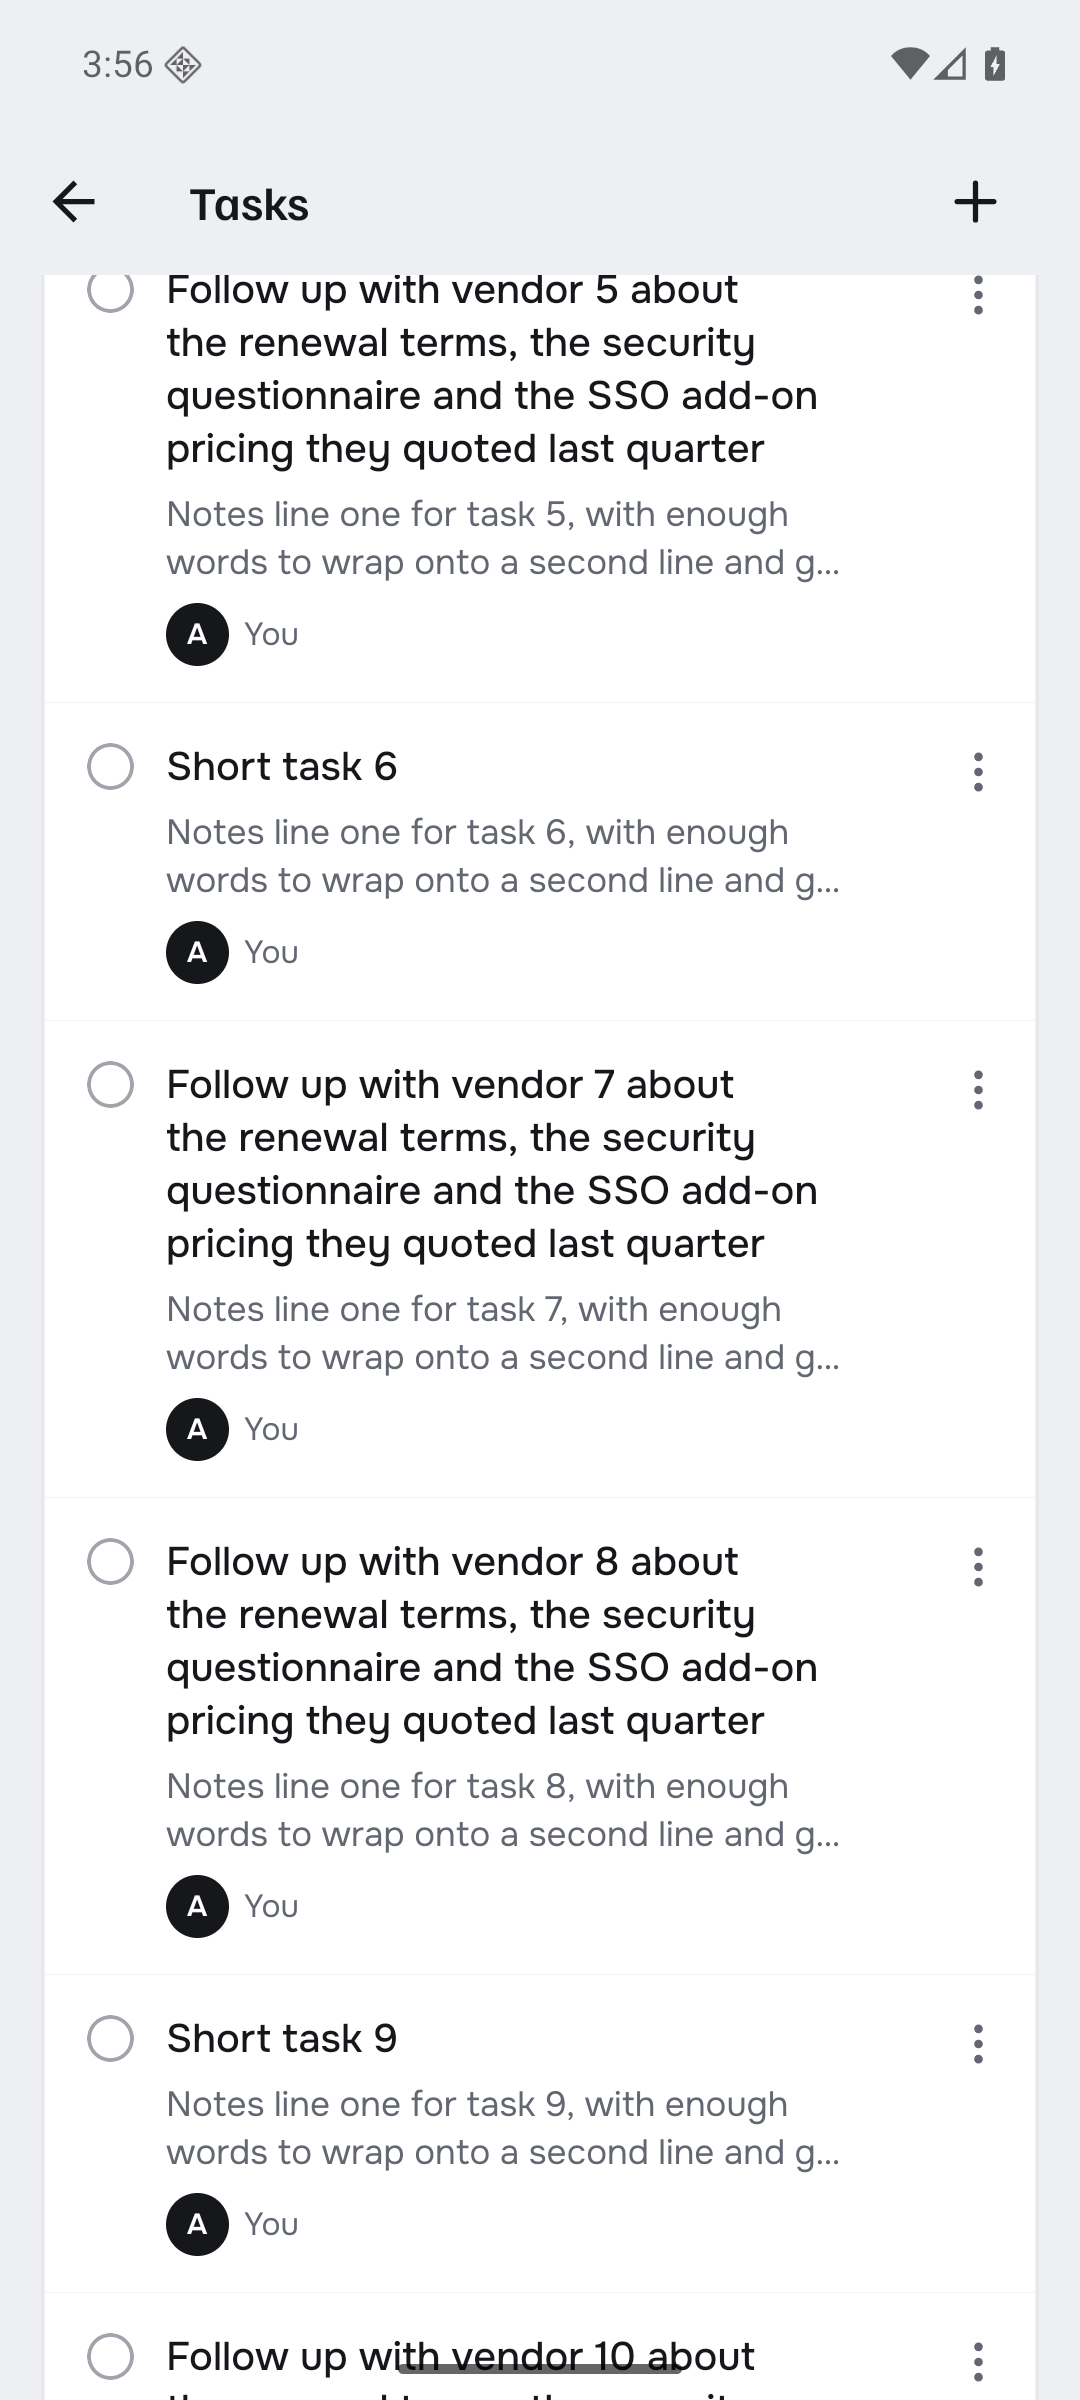 3:56
Tasks
Follow up with vendor 5 about
the renewal terms, the security
questionnaire and the SSO add-on
pricing they quoted last quarter
Notes line one for task 5, with enough
words to wrap onto a second line and g...
A You
Short task 6
Notes line one for task 6, with enough
words to wrap onto a second line and g...
A You
Follow up with vendor 7 about
the renewal terms, the security
questionnaire and the SSO add-on
pricing they quoted last quarter
Notes line one for task 7, with enough
words to wrap onto a second line and g...
A You
Follow up with vendor 8 about
the renewal terms, the security
questionnaire and the SSO add-on
pricing they quoted last quarter
Notes line one for task 8, with enough
words to wrap onto a second line and g...
A You
Short task 9
Notes line one for task 9, with enough
words to wrap onto a second line and g...
A You
Follow up with vendor 10 about